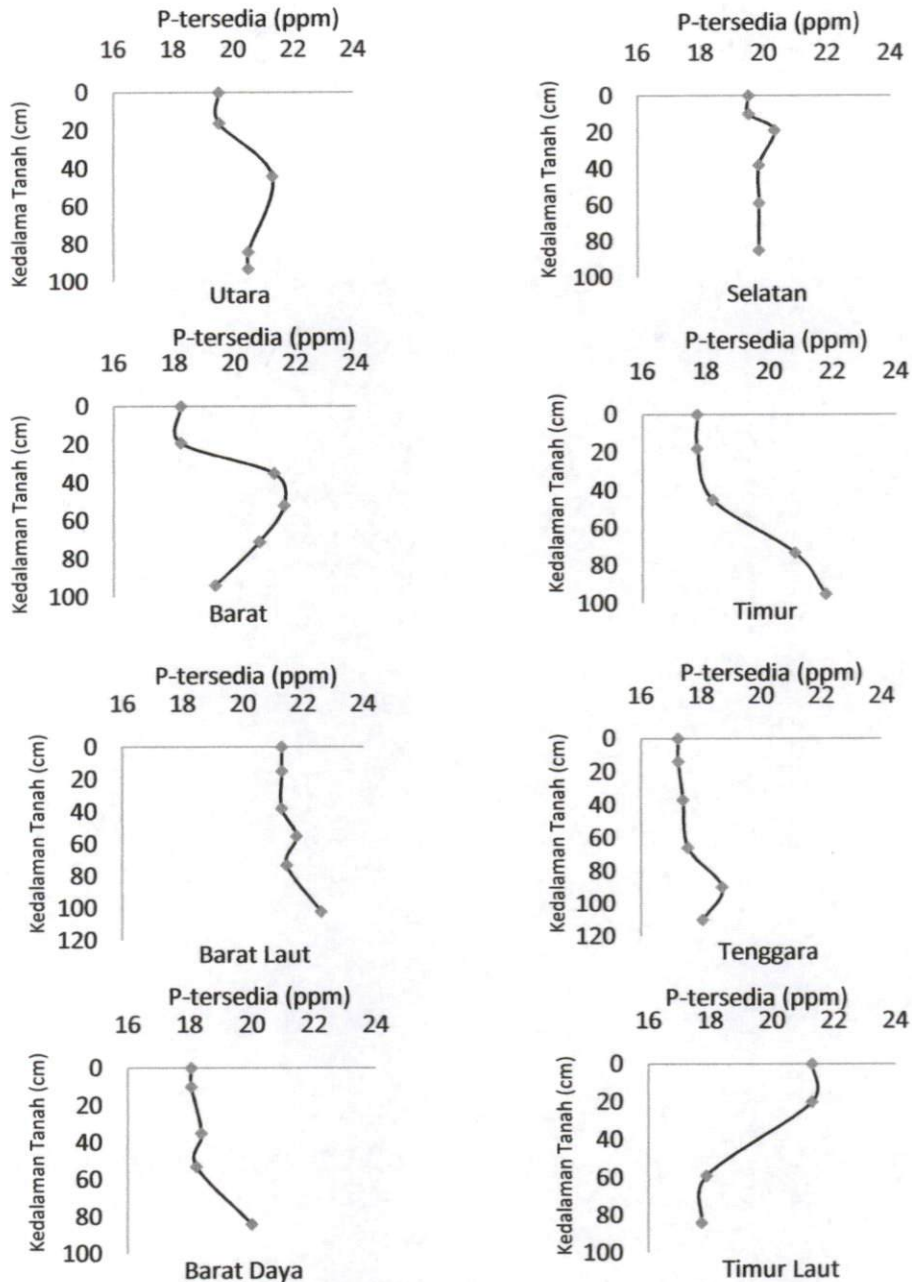 P-tersedia (ppm)
16 18 20 22 24
Kedalama Tanah (cm)
0
20
40
60
80
100
Utara
P-tersedia (ppm)
16 18 20 22 24
Kedalaman Tanah (cm)
0
20
40
60
80
100
Selatan
P-tersedia (ppm)
16 18 20 22 24
Kedalaman Tanah (cm)
0
20
40
60
80
100
Barat
P-tersedia (ppm)
16 18 20 22 24
Kedalaman Tanah (cm)
0
20
40
60
80
100
Timur
P-tersedia (ppm)
16 18 20 22 24
Kedalaman Tanah (cm)
0
20
40
60
80
100
120
Barat Laut
P-tersedia (ppm)
16 18 20 22 24
Kedalaman Tanah (cm)
0
20
40
60
80
100
120
Tenggara
P-tersedia (ppm)
16 18 20 22 24
Kedalaman Tanah (cm)
0
20
40
60
80
100
Barat Daya
P-tersedia (ppm)
16 18 20 22 24
Kedalaman Tanah (cm)
0
20
40
60
80
100
Timur Laut